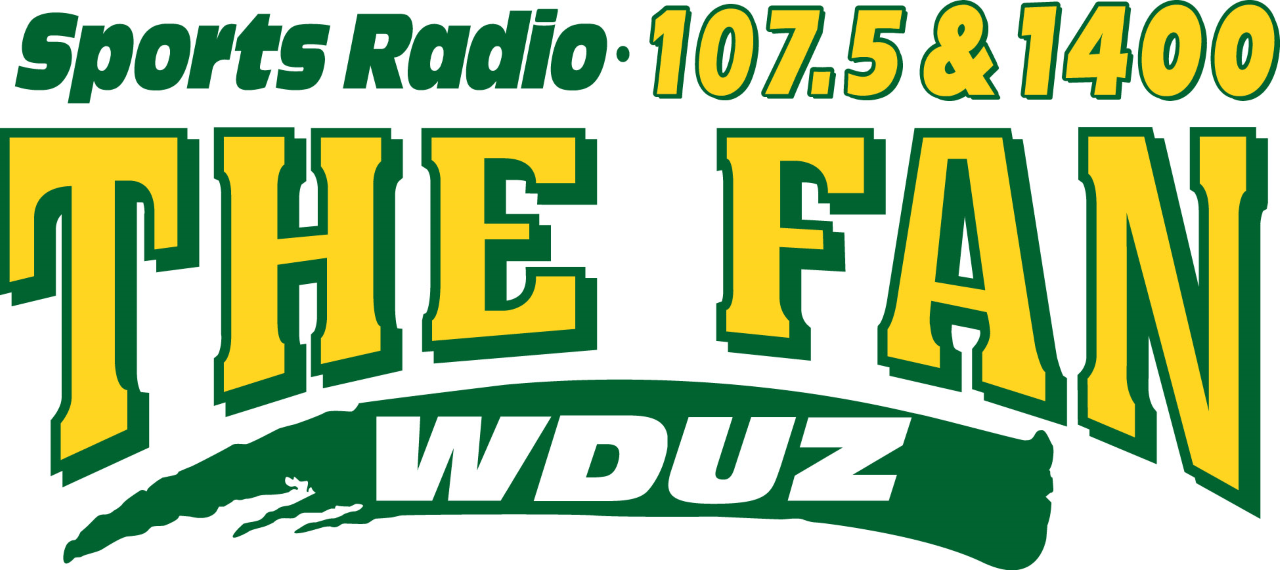 Sports Radio · 107.5 & 1400
THE FAN
WDUZ